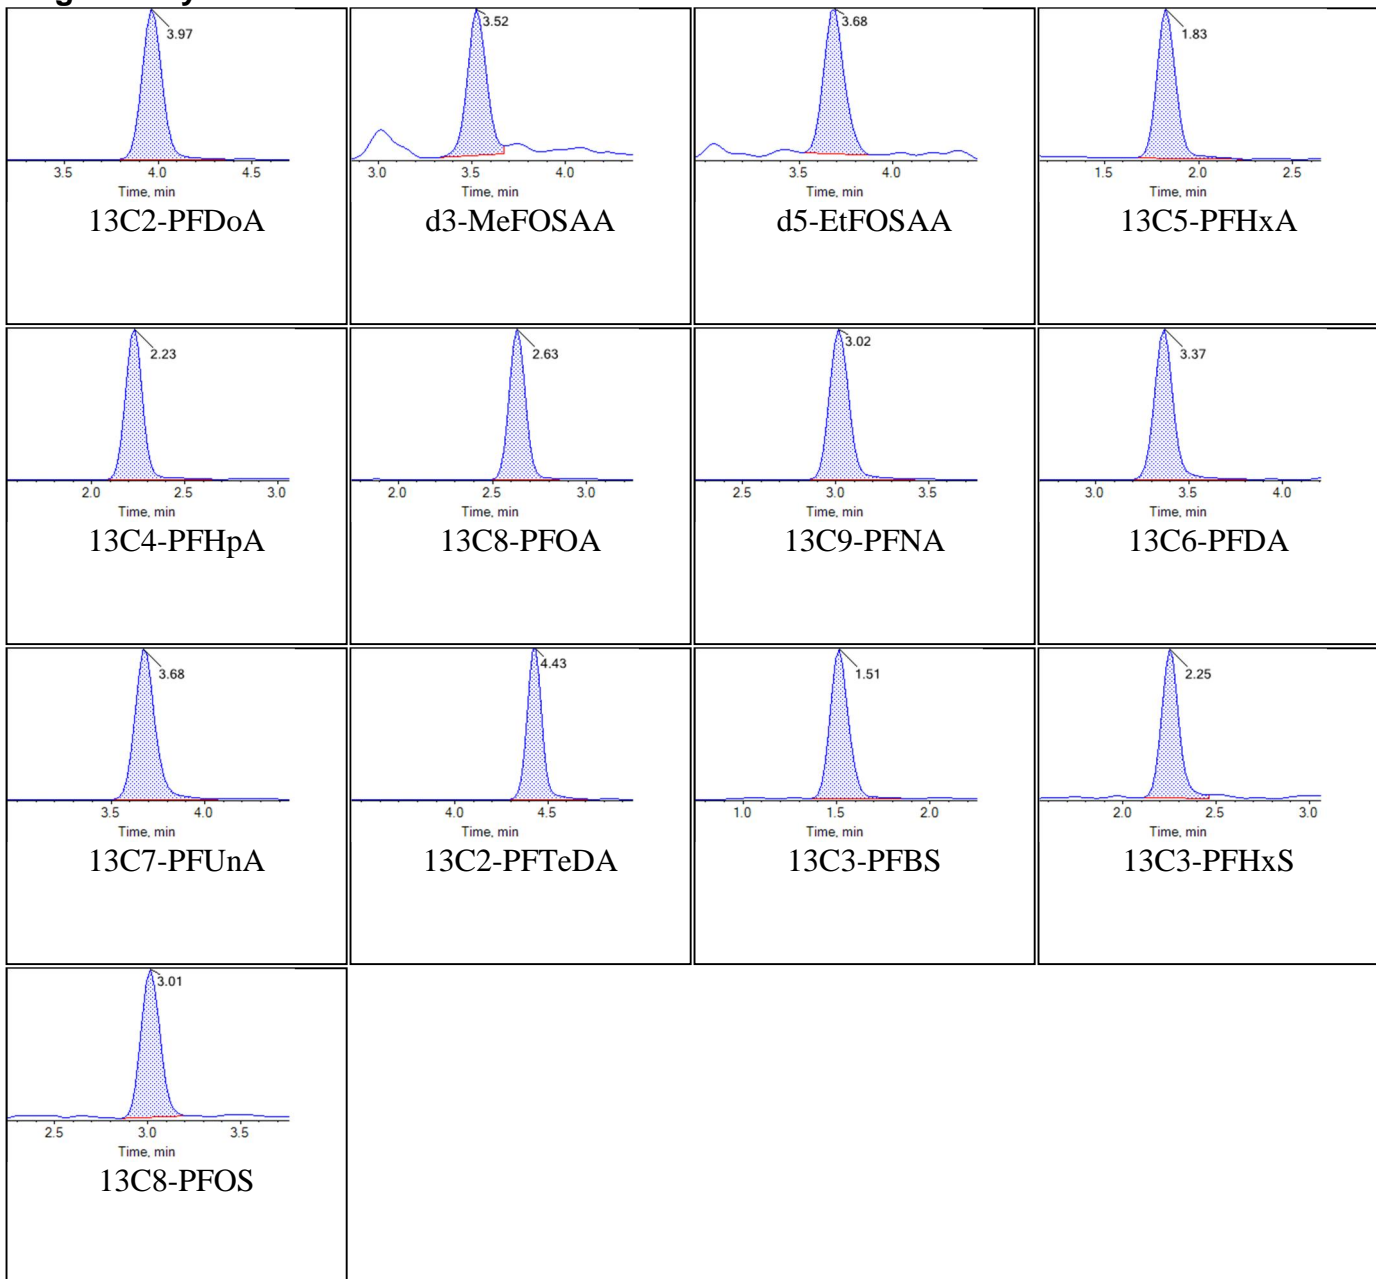 3.97
3.5 4.0 4.5
Time, min
13C2-PFDoA
3.52
3.0 3.5 4.0
Time, min
d3-MeFOSAA
3.68
3.5 4.0
Time, min
d5-EtFOSAA
1.83
1.5 2.0 2.5
Time, min
13C5-PFHxA
2.23
2.0 2.5 3.0
Time, min
13C4-PFHpA
2.63
2.0 2.5 3.0
Time, min
13C8-PFOA
3.02
2.5 3.0 3.5
Time, min
13C9-PFNA
3.37
3.0 3.5 4.0
Time, min
13C6-PFDA
3.68
3.5 4.0
Time, min
13C7-PFUnA
4.43
4.0 4.5
Time, min
13C2-PFTeDA
1.51
1.0 1.5 2.0
Time, min
13C3-PFBS
2.25
2.0 2.5 3.0
Time, min
13C3-PFHxS
3.01
2.5 3.0 3.5
Time, min
13C8-PFOS